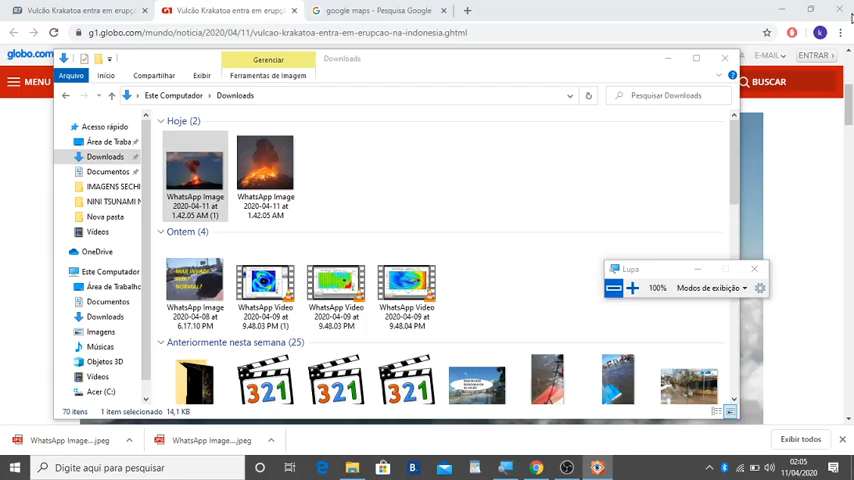 Vulcão Krakatoa entra em erupç
Vulcão Krakatoa entra em erupç
google maps - Pesquisa Google
g1.globo.com/mundo/noticia/2020/04/11/vulcao-krakatoa-entra-em-erupcao-na-indonesia.ghtml
globo.com
E-MAIL
ENTRAR >
MENU
BUSCAR
Gerenciar
Downloads
Arquivo
Início
Compartilhar
Exibir
Ferramentas de Imagem
Este Computador > Downloads
Pesquisar Downloads
Acesso rápido
Área de Traba
Downloads
Documentos
IMAGENS SECHI
NINI TSUNAMI N
Nova pasta
Vídeos
OneDrive
Este Computador
Área de Trabalho
Documentos
Downloads
Imagens
Músicas
Objetos 3D
Vídeos
Acer (C:)
Hoje (2)
WhatsApp Image
2020-04-11 at
1.42.05 AM (1)
WhatsApp Image
2020-04-11 at
1.42.05 AM
Ontem (4)
WhatsApp Image
2020-04-08 at
6.17.10 PM
WhatsApp Video
2020-04-09 at
9.48.03 PM (1)
WhatsApp Video
2020-04-09 at
9.48.03 PM
WhatsApp Video
2020-04-09 at
9.48.04 PM
Anteriormente nesta semana (25)
321
321
321
Lupa
100%
Modos de exibição
70 itens
1 item selecionado 14,1 KB
WhatsApp Image....jpeg
WhatsApp Image....jpeg
Exibir todos
Digite aqui para pesquisar
02:05
11/04/2020